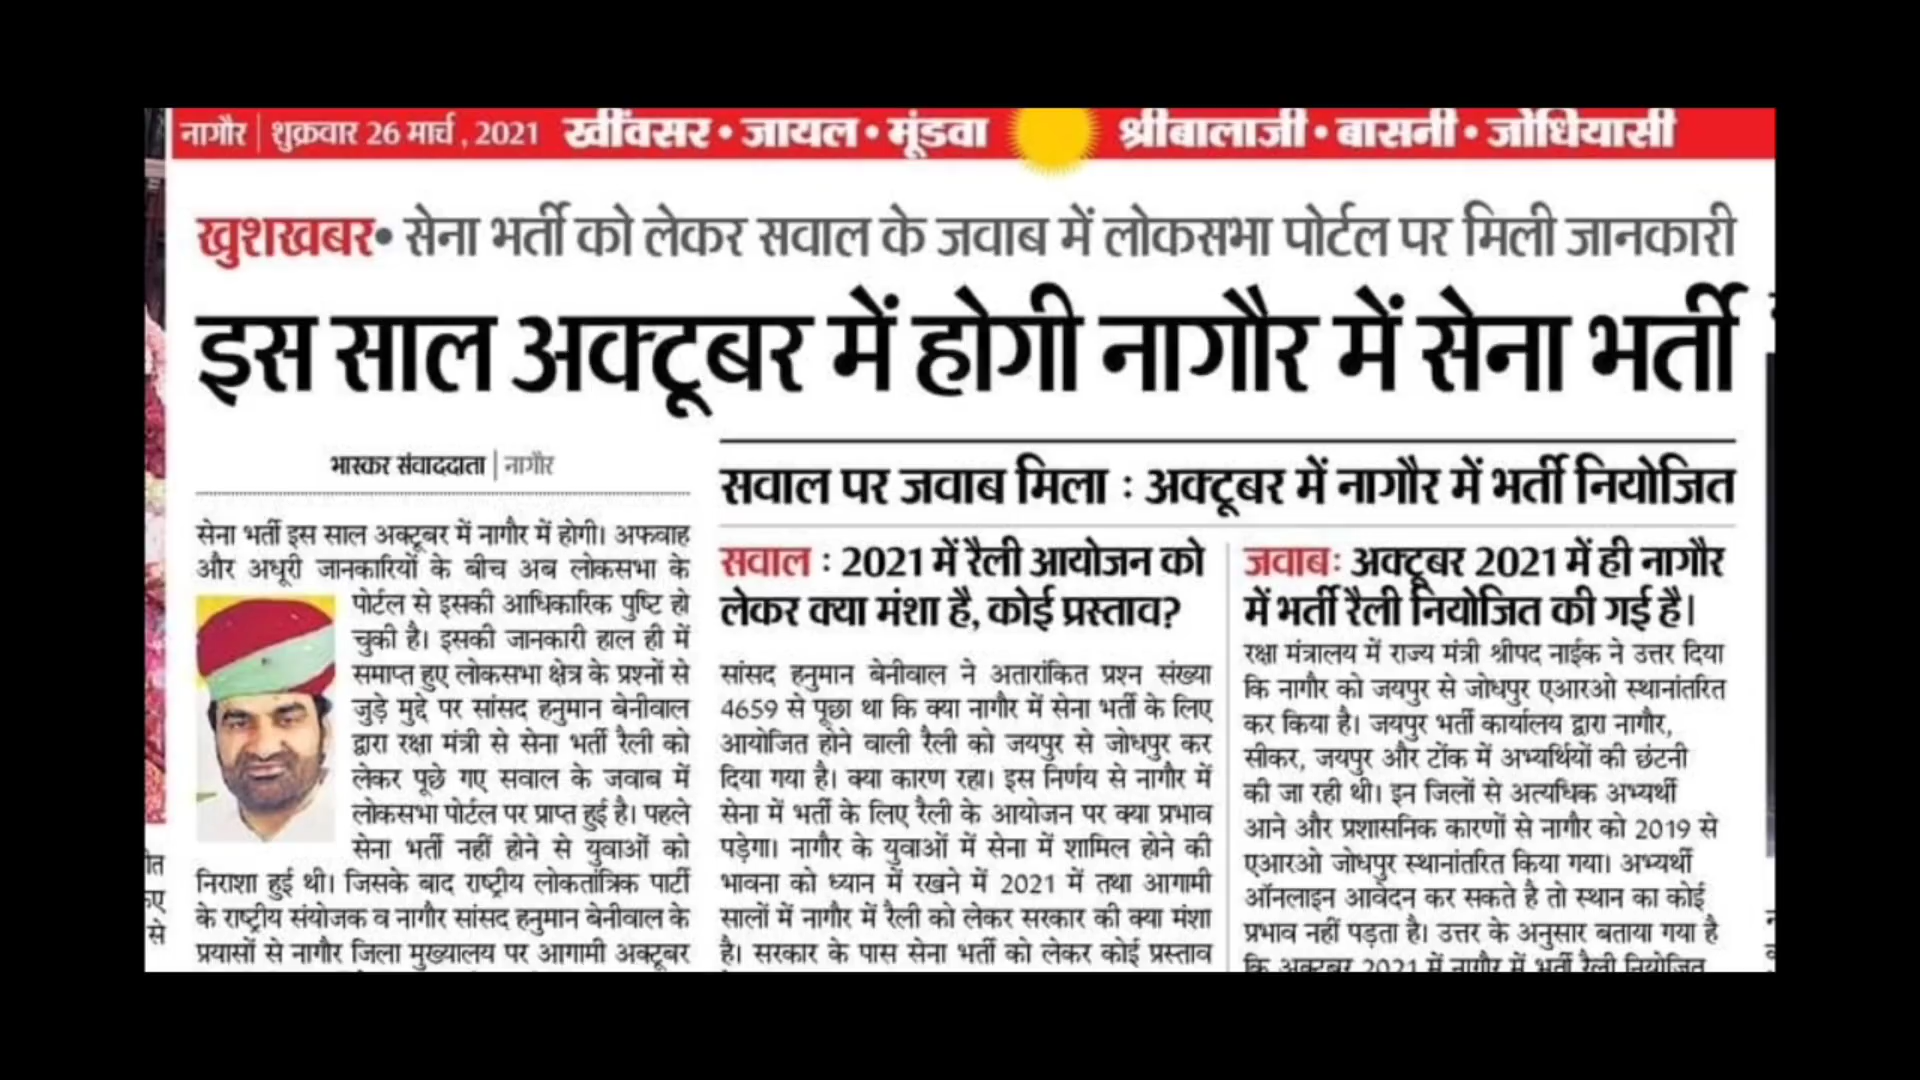 नागौर | शुक्रवार 26 मार्च , 2021 खींवसर • जायल • मूंडवा श्रीबालाजी • बासनी • जोधियासी
खुशखबर• सेना भर्ती को लेकर सवाल के जवाब में लोकसभा पोर्टल पर मिली जानकारी
इस साल अक्टूबर में होगी नागौर में सेना भर्ती
भास्कर संवाददाता | नागौर
सेना भर्ती इस साल अक्टूबर में नागौर में होगी। अफवाह
और अधूरी जानकारियों के बीच अब लोकसभा के
पोर्टल से इसकी आधिकारिक पुष्टि हो
चुकी है। इसकी जानकारी हाल ही में
समाप्त हुए लोकसभा क्षेत्र के प्रश्नों से
जुड़े मुद्दे पर सांसद हनुमान बेनीवाल
द्वारा रक्षा मंत्री से सेना भर्ती रैली को
लेकर पूछे गए सवाल के जवाब में
लोकसभा पोर्टल पर प्राप्त हुई है। पहले
सेना भर्ती नहीं होने से युवाओं को
निराशा हुई थी। जिसके बाद राष्ट्रीय लोकतांत्रिक पार्टी
के राष्ट्रीय संयोजक व नागौर सांसद हनुमान बेनीवाल के
प्रयासों से नागौर जिला मुख्यालय पर आगामी अक्टूबर
सवाल पर जवाब मिला : अक्टूबर में नागौर में भर्ती नियोजित
सवाल : 2021 में रैली आयोजन को
लेकर क्या मंशा है, कोई प्रस्ताव?
सांसद हनुमान बेनीवाल ने अतारांकित प्रश्न संख्या
4659 से पूछा था कि क्या नागौर में सेना भर्ती के लिए
आयोजित होने वाली रैली को जयपुर से जोधपुर कर
दिया गया है। क्या कारण रहा। इस निर्णय से नागौर में
सेना में भर्ती के लिए रैली के आयोजन पर क्या प्रभाव
पड़ेगा। नागौर के युवाओं में सेना में शामिल होने की
भावना को ध्यान में रखने में 2021 में तथा आगामी
सालों में नागौर में रैली को लेकर सरकार की क्या मंशा
है। सरकार के पास सेना भर्ती को लेकर कोई प्रस्ताव
जवाबः अक्टूबर 2021 में ही नागौर
में भर्ती रैली नियोजित की गई है।
रक्षा मंत्रालय में राज्य मंत्री श्रीपद नाईक ने उत्तर दिया
कि नागौर को जयपुर से जोधपुर एआरओ स्थानांतरित
कर किया है। जयपुर भर्ती कार्यालय द्वारा नागौर,
सीकर, जयपुर और टोंक में अभ्यर्थियों की छंटनी
की जा रही थी। इन जिलों से अत्यधिक अभ्यर्थी
आने और प्रशासनिक कारणों से नागौर को 2019 से
एआरओ जोधपुर स्थानांतरित किया गया। अभ्यर्थी
ऑनलाइन आवेदन कर सकते है तो स्थान का कोई
प्रभाव नहीं पड़ता है। उत्तर के अनुसार बताया गया है
कि अक्टूबर 2021 में नागौर में भर्ती रैली नियोजित